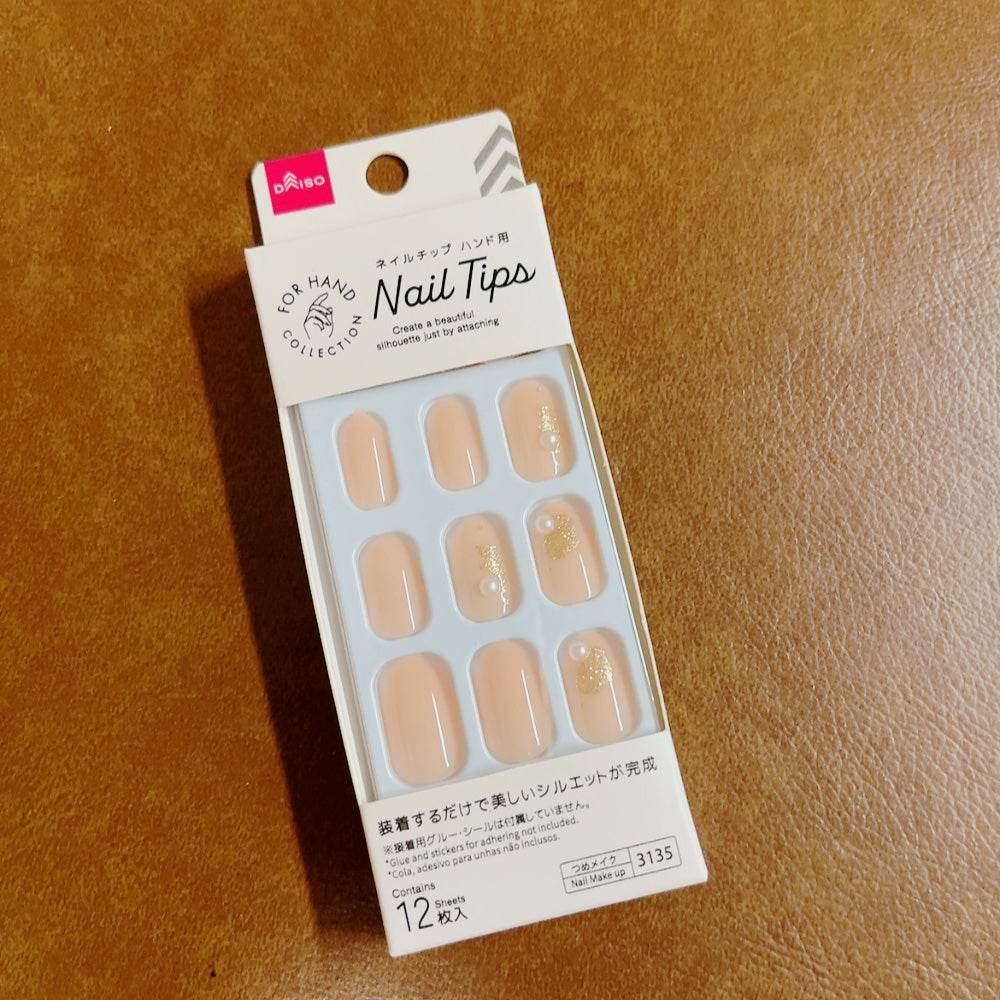 DAISO
ネイルチップ ハンド用
Nail Tips
FOR HAND COLLECTION
Create a beautiful
silhouette just by attaching
装着するだけで美しいシルエットが完成
※接着用グルー・シールは付属していません。
*Glue and stickers for adhering not included.
*Cola, adesivo para unhas não inclusos.
Contains
12 Sheets 枚入
つめメイク
Nail Make up
3135